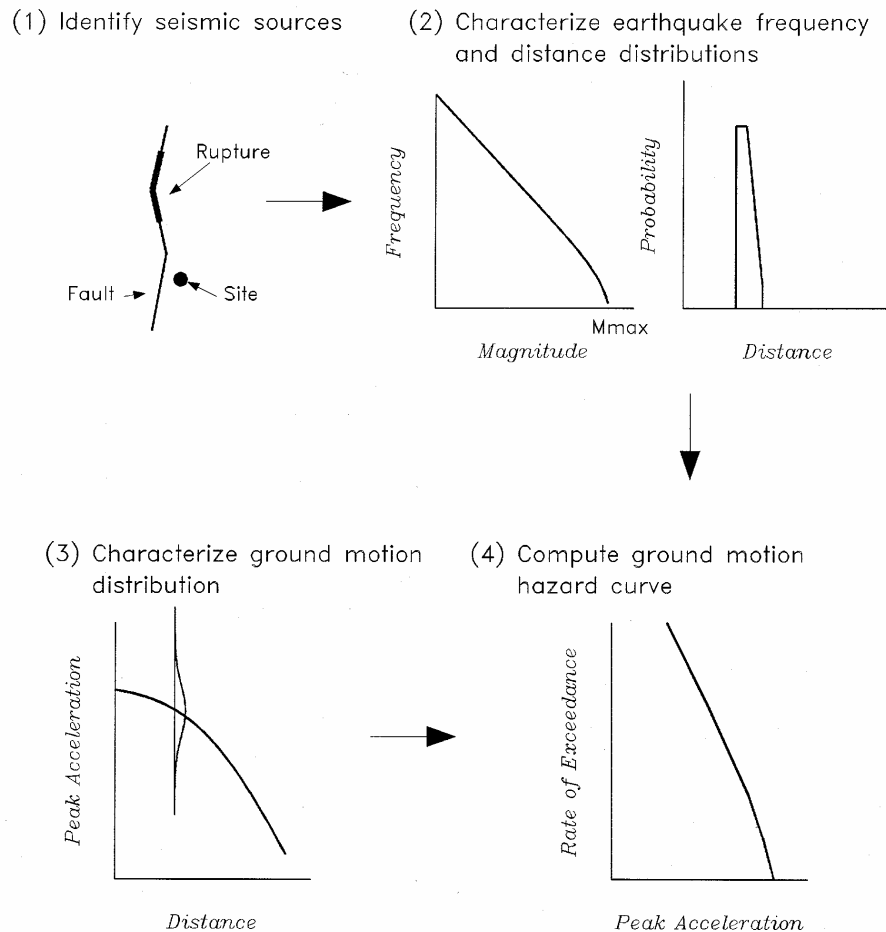 (1) Identify seismic sources
Rupture
Fault
Site
(2) Characterize earthquake frequency
and distance distributions
Frequency
Mmax
Magnitude
Probability
Distance
(3) Characterize ground motion
distribution
Peak Acceleration
Distance
(4) Compute ground motion
hazard curve
Rate of Exceedance
Peak Acceleration